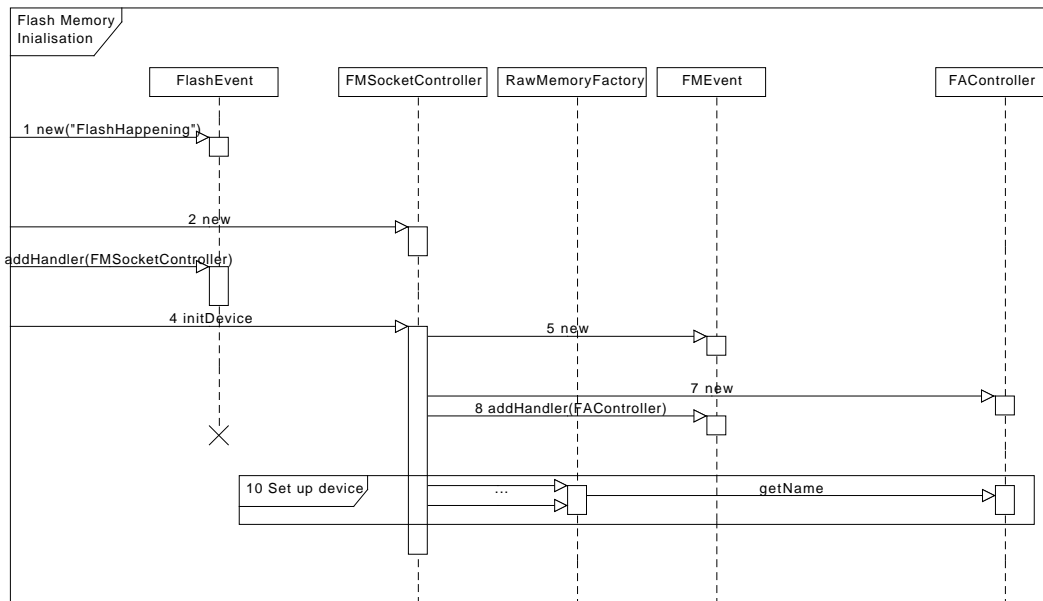 Flash Memory
Inialisation
FlashEvent
FMSocketController
RawMemoryFactory
FMEvent
FAController
1 new("FlashHappening")
2 new
addHandler(FMSocketController)
4 initDevice
5 new
7 new
8 addHandler(FAController)
10 Set up device
...
getName